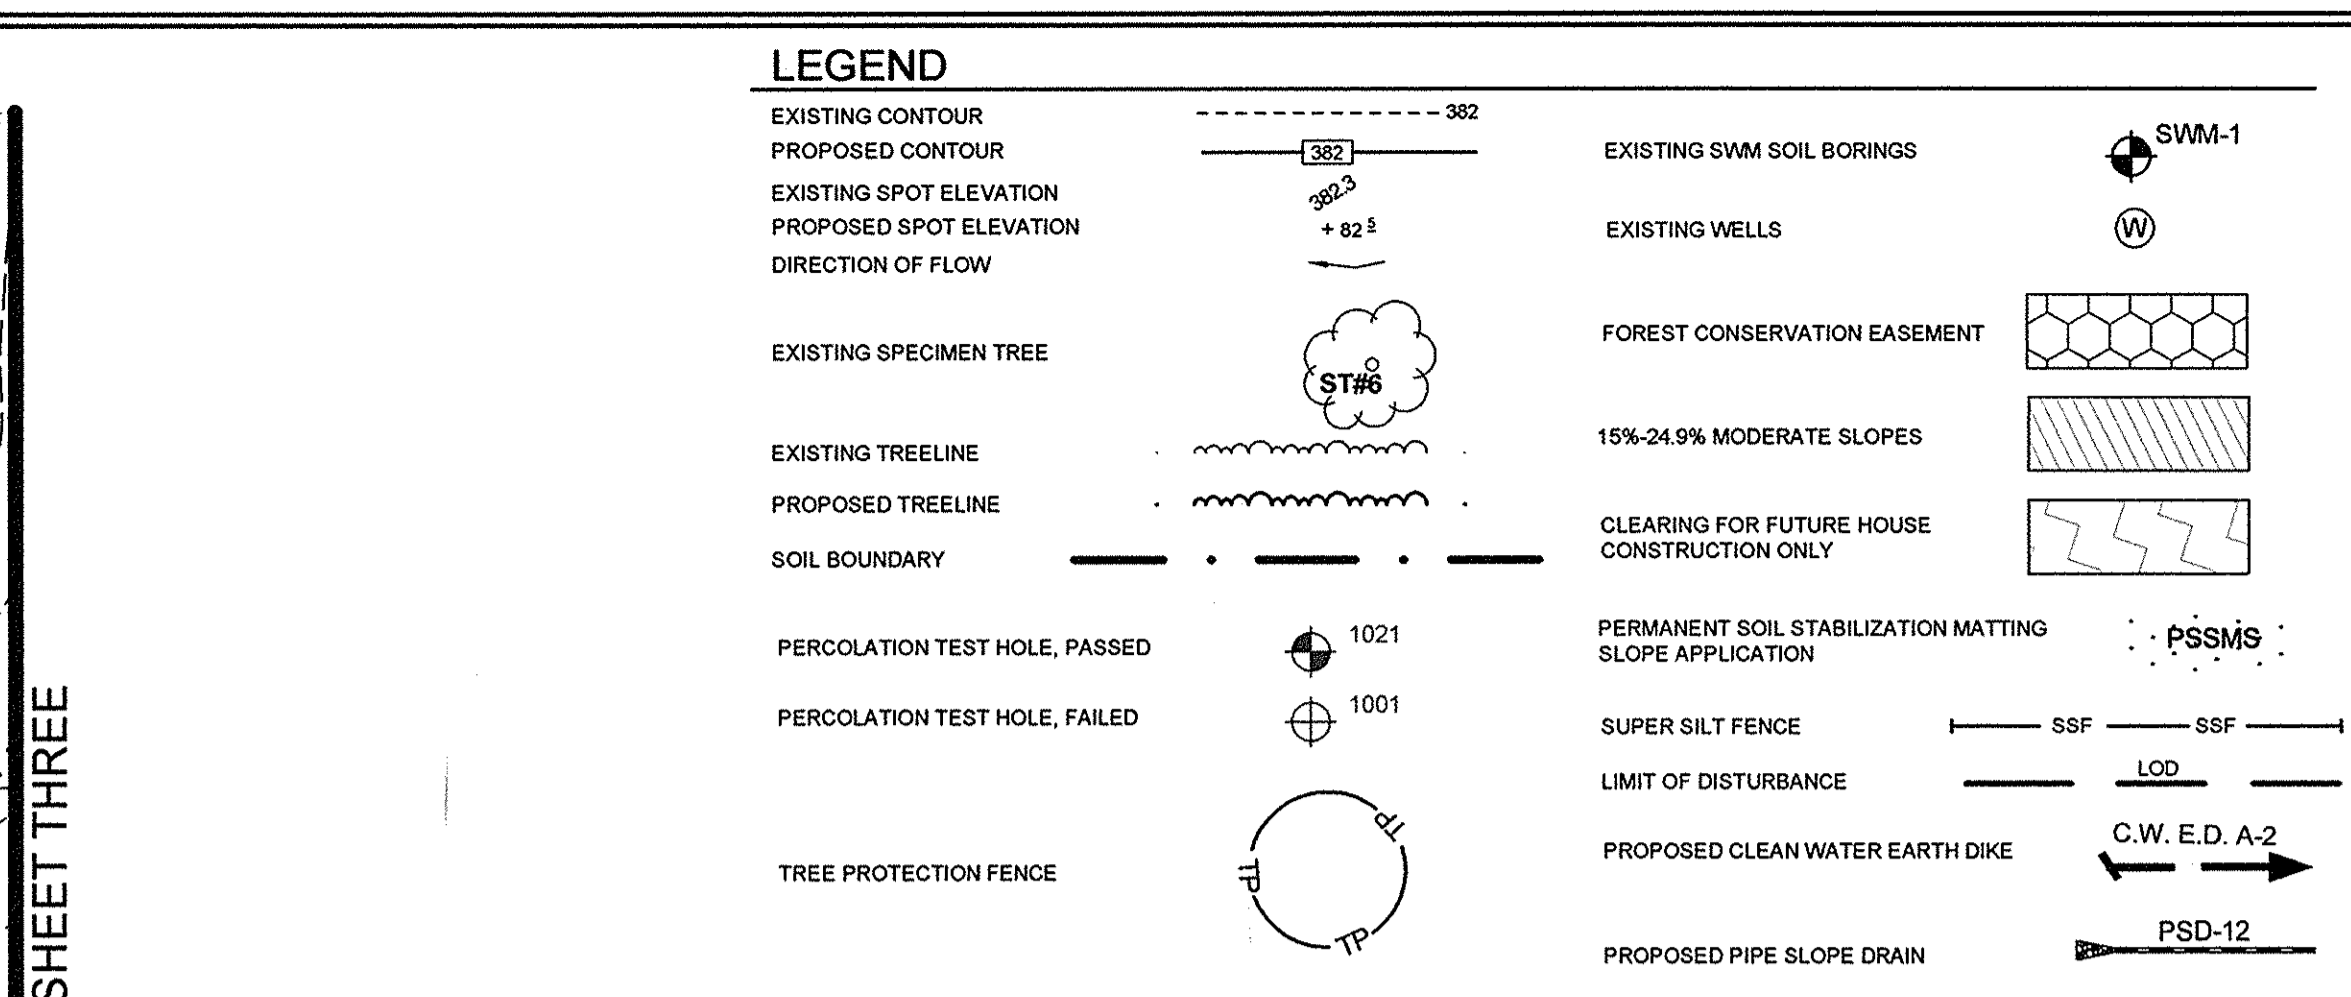 LEGEND
EXISTING CONTOUR 382
PROPOSED CONTOUR 382
EXISTING SPOT ELEVATION 382.3
PROPOSED SPOT ELEVATION + 82 5
DIRECTION OF FLOW
EXISTING SPECIMEN TREE ST#6
EXISTING TREELINE
PROPOSED TREELINE
SOIL BOUNDARY
PERCOLATION TEST HOLE, PASSED 1021
PERCOLATION TEST HOLE, FAILED 1001
TREE PROTECTION FENCE TP TP TP
EXISTING SWM SOIL BORINGS SWM-1
EXISTING WELLS W
FOREST CONSERVATION EASEMENT
15%-24.9% MODERATE SLOPES
CLEARING FOR FUTURE HOUSE
CONSTRUCTION ONLY
PERMANENT SOIL STABILIZATION MATTING PSSMS
SLOPE APPLICATION
SUPER SILT FENCE SSF SSF
LIMIT OF DISTURBANCE LOD
PROPOSED CLEAN WATER EARTH DIKE C.W. E.D. A-2
PROPOSED PIPE SLOPE DRAIN PSD-12
SHEET THREE